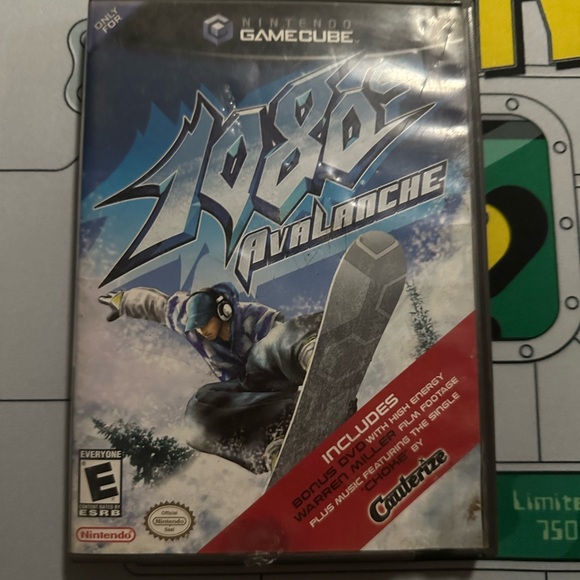 ONLY
FOR
NINTENDO
GAMECUBE™
1080°
AVALANCHE
INCLUDES
BONUS DVD WITH HIGH ENERGY
WARREN MILLER FILM FOOTAGE
PLUS MUSIC FEATURING THE SINGLE
"CHOKE" BY
Cauterize
EVERYONE
E
CONTENT RATED BY
ESRB
Nintendo
Official
Nintendo
Seal
Limite
750